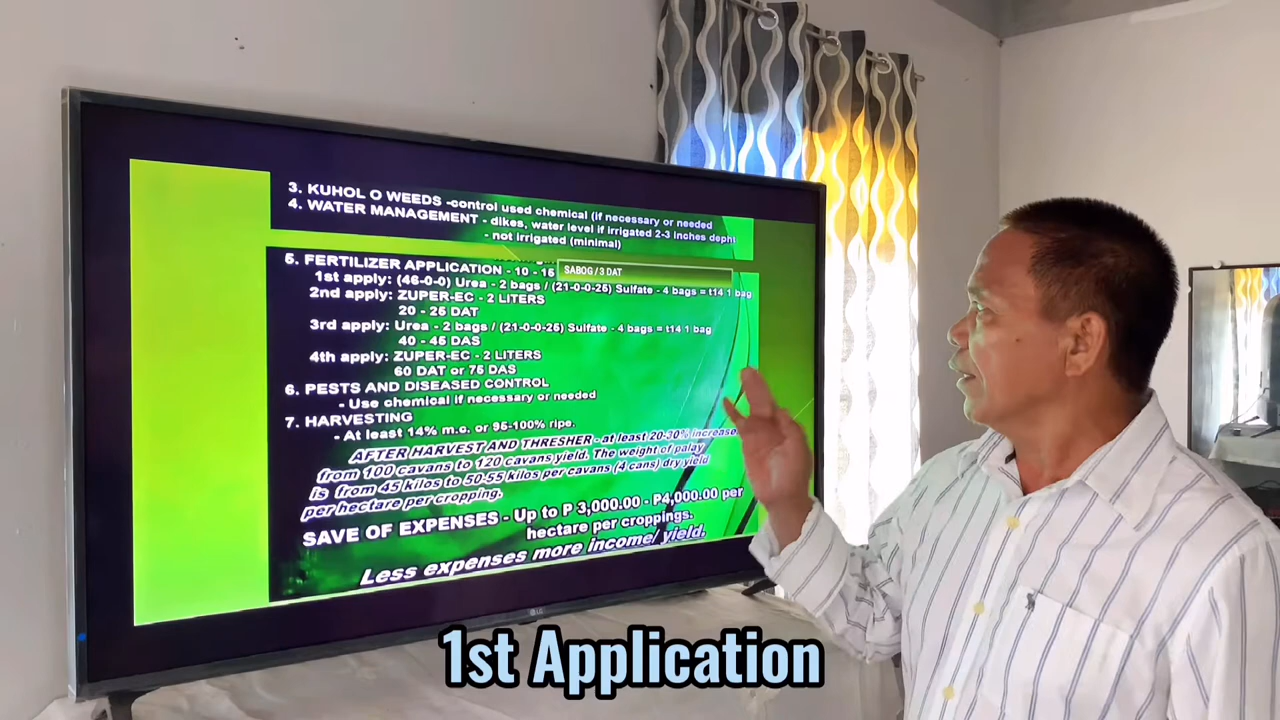 3. KUHOL O WEEDS -control used chemical (if necessary or needed
4. WATER MANAGEMENT - dikes, water level if irrigated 2-3 inches depht
- not irrigated (minimal)
5. FERTILIZER APPLICATION - 10 - 15
SABOG / 3 DAT
1st apply: (46-0-0) Urea - 2 bags / (21-0-0-25) Sulfate - 4 bags = t14 1 bag
2nd apply: ZUPER-EC - 2 LITERS
20 - 25 DAT
3rd apply: Urea - 2 bags / (21-0-0-25) Sulfate - 4 bags = t14 1 bag
40 - 45 DAS
4th apply: ZUPER-EC - 2 LITERS
60 DAT or 75 DAS
6. PESTS AND DISEASED CONTROL
- Use chemical if necessary or needed
7. HARVESTING
- At least 14% m.c. or 95-100% ripe.
AFTER HARVEST AND THRESHER - at least 20-30% increase
from 100 cavans to 120 cavans yield. The weight of palay
is from 45 kilos to 50-55 kilos per cavans (4 cans) dry yield
per hectare per cropping.
SAVE OF EXPENSES - Up to P 3,000.00 - P4,000.00 per
hectare per croppings.
Less expenses more income/ yield.
LG
1st Application